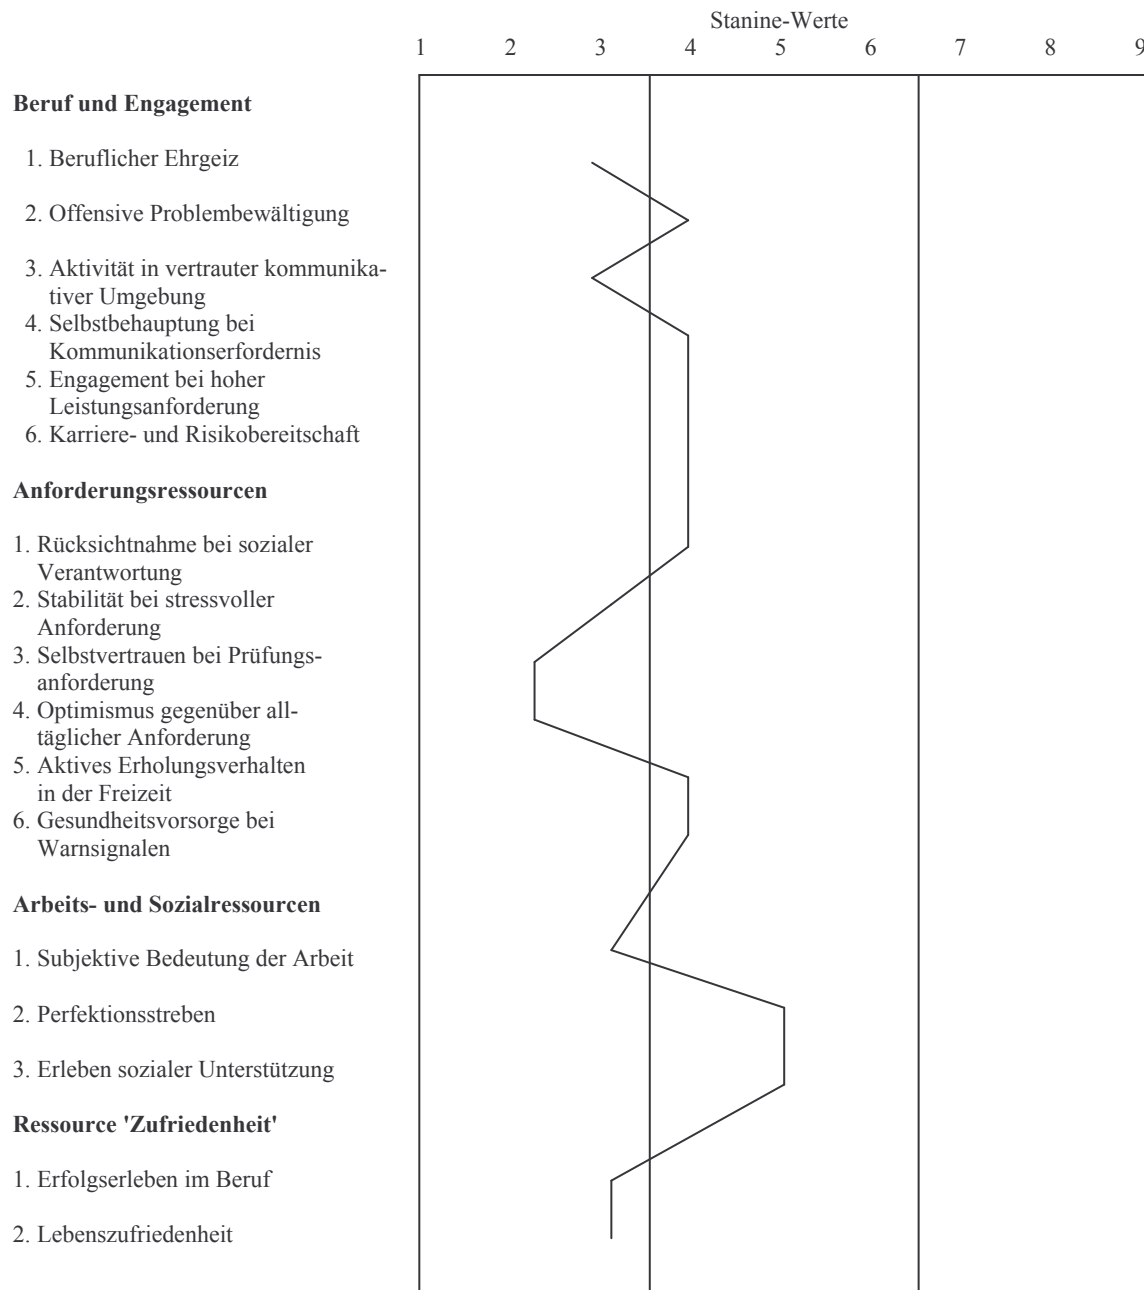 Stanine-Werte
1 2 3 4 5 6 7 8 9
Beruf und Engagement
1. Beruflicher Ehrgeiz
2. Offensive Problembewältigung
3. Aktivität in vertrauter kommunika-
tiver Umgebung
4. Selbstbehauptung bei
Kommunikationserfordernis
5. Engagement bei hoher
Leistungsanforderung
6. Karriere- und Risikobereitschaft
Anforderungsressourcen
1. Rücksichtnahme bei sozialer
Verantwortung
2. Stabilität bei stressvoller
Anforderung
3. Selbstvertrauen bei Prüfungs-
anforderung
4. Optimismus gegenüber all-
täglicher Anforderung
5. Aktives Erholungsverhalten
in der Freizeit
6. Gesundheitsvorsorge bei
Warnsignalen
Arbeits- und Sozialressourcen
1. Subjektive Bedeutung der Arbeit
2. Perfektionsstreben
3. Erleben sozialer Unterstützung
Ressource 'Zufriedenheit'
1. Erfolgserleben im Beruf
2. Lebenszufriedenheit